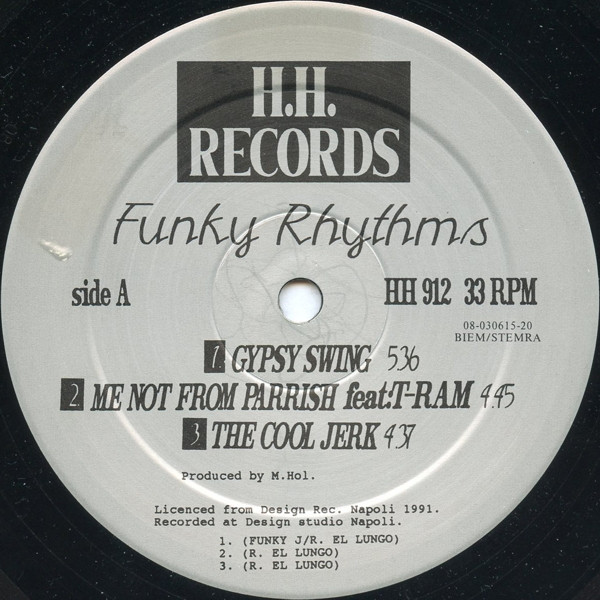 H.H.
RECORDS
Funky Rhythms
side A
HH 912 33 RPM
08-030615-20
BIEM/STEMRA
1. GYPSY SWING 5.36
2. ME NOT FROM PARRISH feat:T-RAM 4.45
3. THE COOL JERK 4.37
Produced by M.Hol.
Licenced from Design Rec. Napoli 1991.
Recorded at Design studio Napoli.
1. (FUNKY J/R. EL LUNGO)
2. (R. EL LUNGO)
3. (R. EL LUNGO)